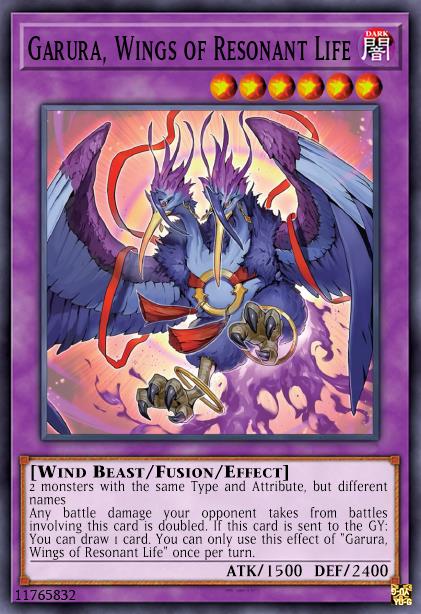 Garura, Wings of Resonant Life
DARK
闇
[Wind Beast/Fusion/Effect]
2 monsters with the same Type and Attribute, but different
names
Any battle damage your opponent takes from battles
involving this card is doubled. If this card is sent to the GY:
You can draw 1 card. You can only use this effect of "Garura,
Wings of Resonant Life" once per turn.
ATK/1500 DEF/2400
11765832